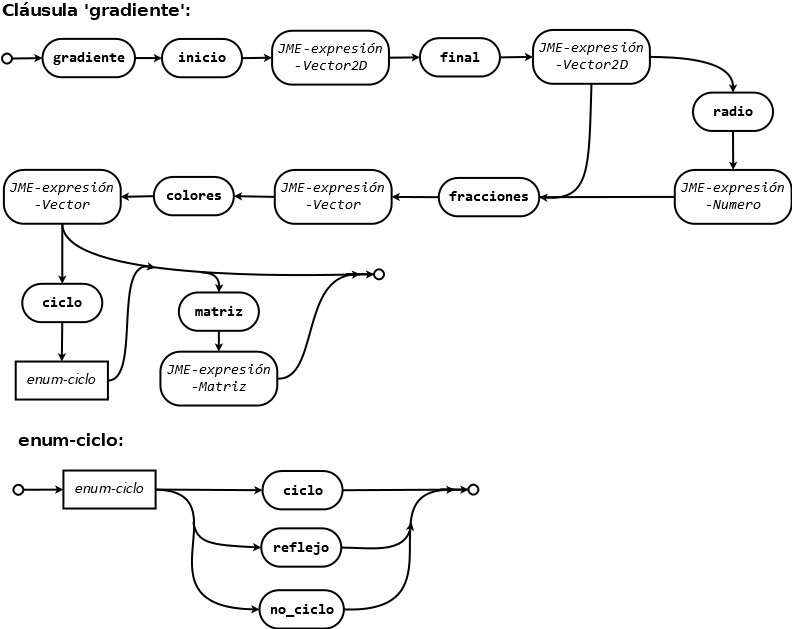 Cláusula 'gradiente':
gradiente
inicio
JME-expresión
-Vector2D
final
JME-expresión
-Vector2D
radio
JME-expresión
-Numero
fracciones
JME-expresión
-Vector
colores
JME-expresión
-Vector
ciclo
enum-ciclo
matriz
JME-expresión
-Matriz
enum-ciclo:
enum-ciclo
ciclo
reflejo
no_ciclo